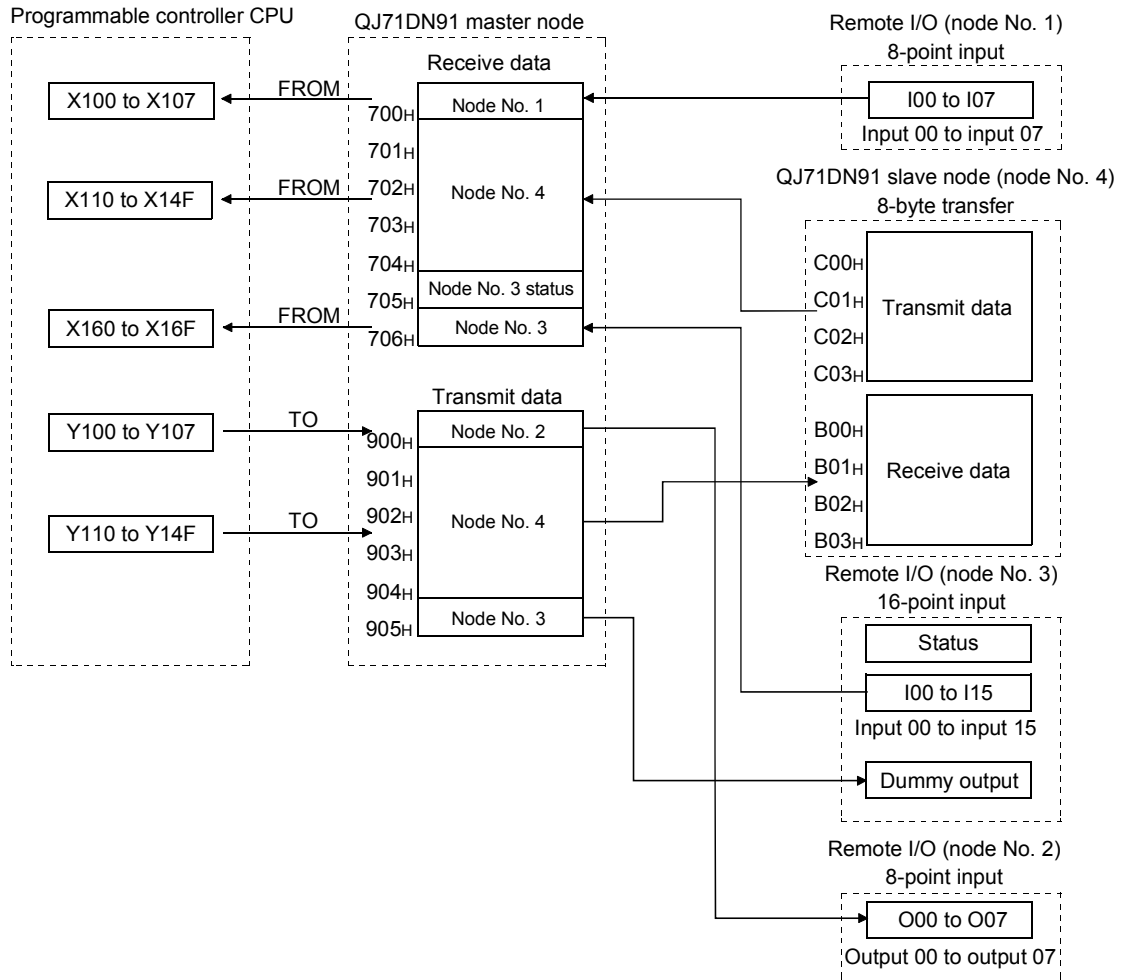 Programmable controller CPU
QJ71DN91 master node
Remote I/O (node No. 1)
8-point input
Receive data
X100 to X107
FROM
700H
Node No. 1
I00 to I07
Input 00 to input 07
701H
X110 to X14F
FROM
702H
Node No. 4
703H
704H
QJ71DN91 slave node (node No. 4)
8-byte transfer
C00H
C01H
Transmit data
C02H
C03H
Node No. 3 status
705H
X160 to X16F
FROM
Node No. 3
706H
Transmit data
Y100 to Y107
TO
900H
Node No. 2
901H
Y110 to Y14F
TO
902H
Node No. 4
903H
904H
Node No. 3
905H
B00H
B01H
Receive data
B02H
B03H
Remote I/O (node No. 3)
16-point input
Status
I00 to I15
Input 00 to input 15
Dummy output
Remote I/O (node No. 2)
8-point input
O00 to O07
Output 00 to output 07